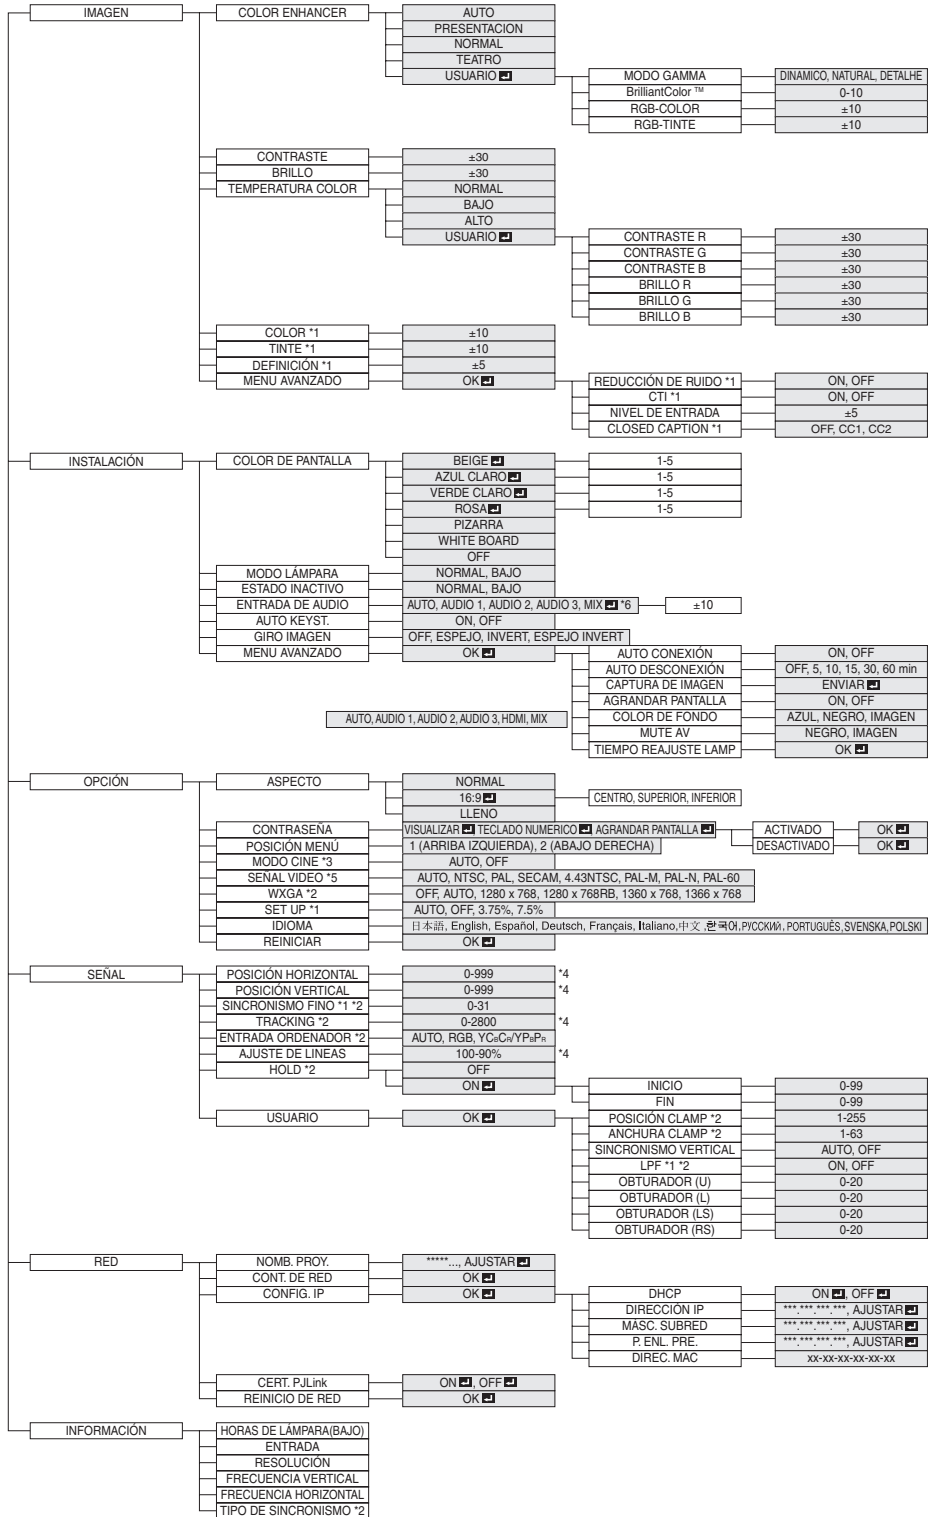 IMAGEN COLOR ENHANCER AUTO
PRESENTACION
NORMAL
TEATRO
USUARIO MODO GAMMA DINAMICO, NATURAL, DETALHE
BrilliantColor ™ 0-10
RGB-COLOR ±10
RGB-TINTE ±10
CONTRASTE ±30
BRILLO ±30
TEMPERATURA COLOR NORMAL
BAJO
ALTO
USUARIO CONTRASTE R ±30
CONTRASTE G ±30
CONTRASTE B ±30
BRILLO R ±30
BRILLO G ±30
BRILLO B ±30
COLOR *1 ±10
TINTE *1 ±10
DEFINICIÓN *1 ±5
MENU AVANZADO OK REDUCCIÓN DE RUIDO *1 ON, OFF
CTI *1 ON, OFF
NIVEL DE ENTRADA ±5
CLOSED CAPTION *1 OFF, CC1, CC2
INSTALACIÓN COLOR DE PANTALLA BEIGE 1-5
AZUL CLARO 1-5
VERDE CLARO 1-5
ROSA 1-5
PIZARRA
WHITE BOARD
OFF
MODO LÁMPARA NORMAL, BAJO
ESTADO INACTIVO NORMAL, BAJO
ENTRADA DE AUDIO AUTO, AUDIO 1, AUDIO 2, AUDIO 3, MIX *6 ±10
AUTO KEYST. ON, OFF
GIRO IMAGEN OFF, ESPEJO, INVERT, ESPEJO INVERT
MENU AVANZADO OK AUTO CONEXIÓN ON, OFF
AUTO DESCONEXIÓN OFF, 5, 10, 15, 30, 60 min
CAPTURA DE IMAGEN ENVIAR
AGRANDAR PANTALLA ON, OFF
AUTO, AUDIO 1, AUDIO 2, AUDIO 3, HDMI, MIX COLOR DE FONDO AZUL, NEGRO, IMAGEN
MUTE AV NEGRO, IMAGEN
TIEMPO REAJUSTE LAMP OK
OPCIÓN ASPECTO NORMAL
16:9 CENTRO, SUPERIOR, INFERIOR
LLENO
CONTRASEÑA VISUALIZAR TECLADO NUMERICO, AGRANDAR PANTALLA ACTIVADO OK
POSICIÓN MENÚ 1 (ARRIBA IZQUIERDA), 2 (ABAJO DERECHA) DESACTIVADO OK
MODO CINE *3 AUTO, OFF
SEÑAL VIDEO *5 AUTO, NTSC, PAL, SECAM, 4.43NTSC, PAL-M, PAL-N, PAL-60
WXGA *2 OFF, AUTO, 1280 x 768, 1280 x 768RB, 1360 x 768, 1366 x 768
SET UP *1 AUTO, OFF, 3.75%, 7.5%
IDIOMA 日本語, English, Español, Deutsch, Français, Italiano,中文 ,한국어, РУССКИЙ, PORTUGUÊS, SVENSKA, POLSKI
REINICIAR OK
SEÑAL POSICIÓN HORIZONTAL 0-999 *4
POSICIÓN VERTICAL 0-999 *4
SINCRONISMO FINO *1 *2 0-31
TRACKING *2 0-2800 *4
ENTRADA ORDENADOR *2 AUTO, RGB, YCBCR/YPBPR
AJUSTE DE LINEAS 100-90% *4
HOLD *2 OFF
ON INICIO 0-99
FIN 0-99
USUARIO OK POSICIÓN CLAMP *2 1-255
ANCHURA CLAMP *2 1-63
SINCRONISMO VERTICAL AUTO, OFF
LPF *1 *2 ON, OFF
OBTURADOR (U) 0-20
OBTURADOR (L) 0-20
OBTURADOR (LS) 0-20
OBTURADOR (RS) 0-20
RED NOMB. PROY. *****..., AJUSTAR
CONT. DE RED OK
CONFIG. IP OK DHCP ON, OFF
DIRECCIÓN IP ***.***.***.***, AJUSTAR
MASC. SUBRED ***.***.***.***, AJUSTAR
P. ENL. PRE. ***.***.***.***, AJUSTAR
DIREC. MAC xx-xx-xx-xx-xx-xx
CERT. PJLink ON, OFF
REINICIO DE RED OK
INFORMACIÓN HORAS DE LÁMPARA(BAJO)
ENTRADA
RESOLUCIÓN
FRECUENCIA VERTICAL
FRECUENCIA HORIZONTAL
TIPO DE SINCRONISMO *2